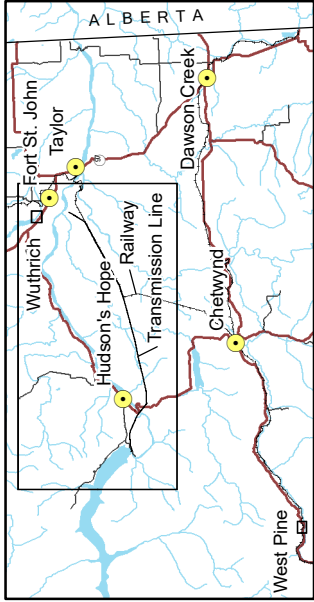 ALBERTA
Fort St. John
Taylor
Wuthrich
Dawson Creek
Hudson's Hope
Railway
Transmission Line
Chetwynd
West Pine